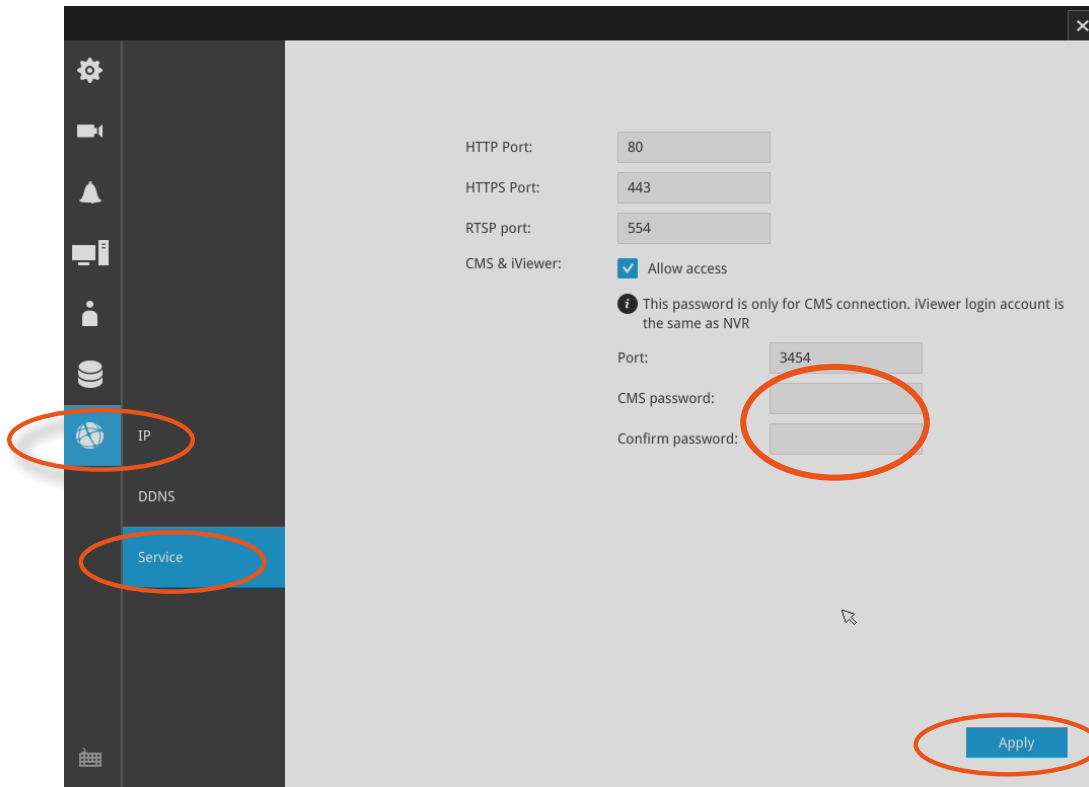 HTTP Port: 80
HTTPS Port: 443
RTSP port: 554
CMS & iViewer: Allow access
This password is only for CMS connection. iViewer login account is
the same as NVR
Port: 3454
CMS password:
Confirm password:
IP
DDNS
Service
Apply